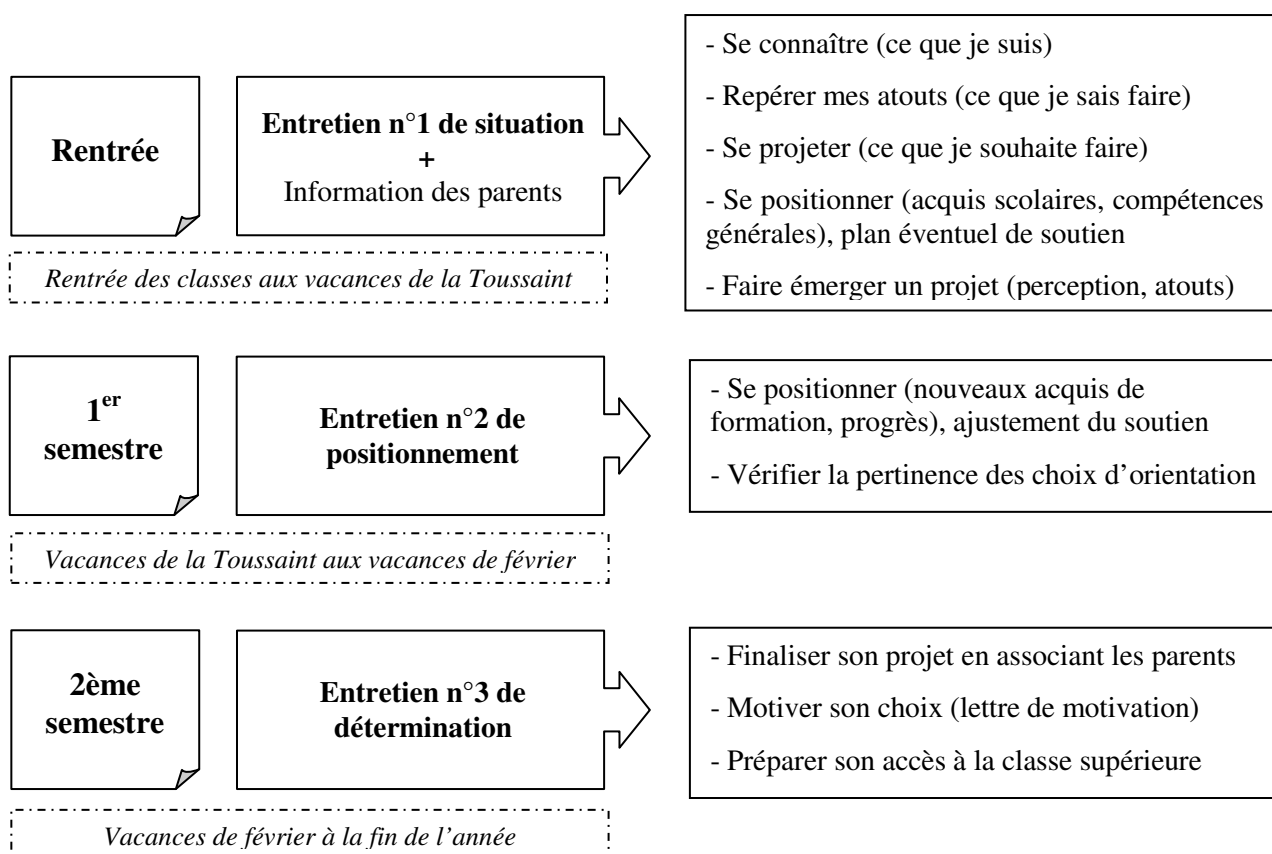 Rentrée
Entretien n°1 de situation
+
Information des parents
Rentrée des classes aux vacances de la Toussaint
- Se connaître (ce que je suis)
- Repérer mes atouts (ce que je sais faire)
- Se projeter (ce que je souhaite faire)
- Se positionner (acquis scolaires, compétences
générales), plan éventuel de soutien
- Faire émerger un projet (perception, atouts)
1er
semestre
Entretien n°2 de
positionnement
Vacances de la Toussaint aux vacances de février
- Se positionner (nouveaux acquis de
formation, progrès), ajustement du soutien
- Vérifier la pertinence des choix d’orientation
2ème
semestre
Entretien n°3 de
détermination
Vacances de février à la fin de l’année
- Finaliser son projet en associant les parents
- Motiver son choix (lettre de motivation)
- Préparer son accès à la classe supérieure